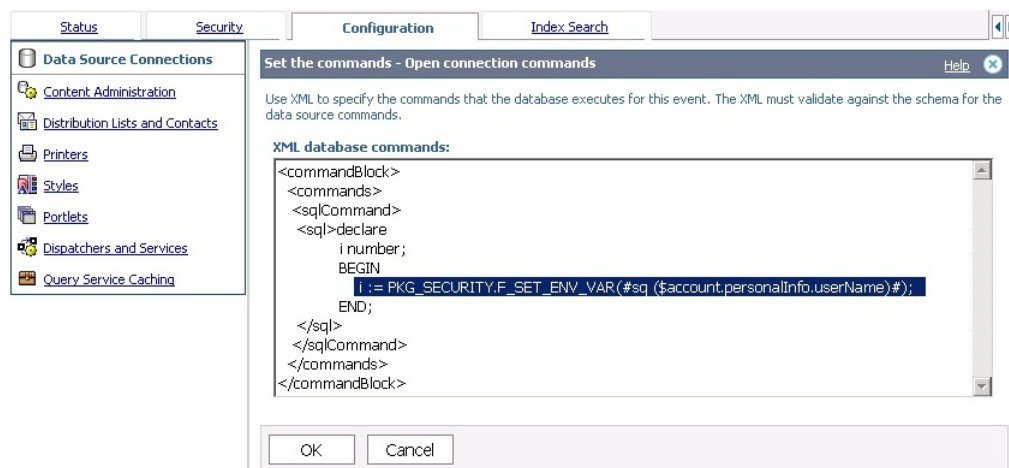 Status
Security
Configuration
Index Search
Data Source Connections
Content Administration
Distribution Lists and Contacts
Printers
Styles
Portlets
Dispatchers and Services
Query Service Caching
Set the commands - Open connection commands
Help
Use XML to specify the commands that the database executes for this event. The XML must validate against the schema for the
data source commands.
XML database commands:
<commandBlock>
<commands>
<sqlCommand>
<sql>declare
i number;
BEGIN
i := PKG_SECURITY.F_SET_ENV_VAR(#sq ($account.personalInfo.userName)#);
END;
</sql>
</sqlCommand>
</commands>
</commandBlock>
OK
Cancel